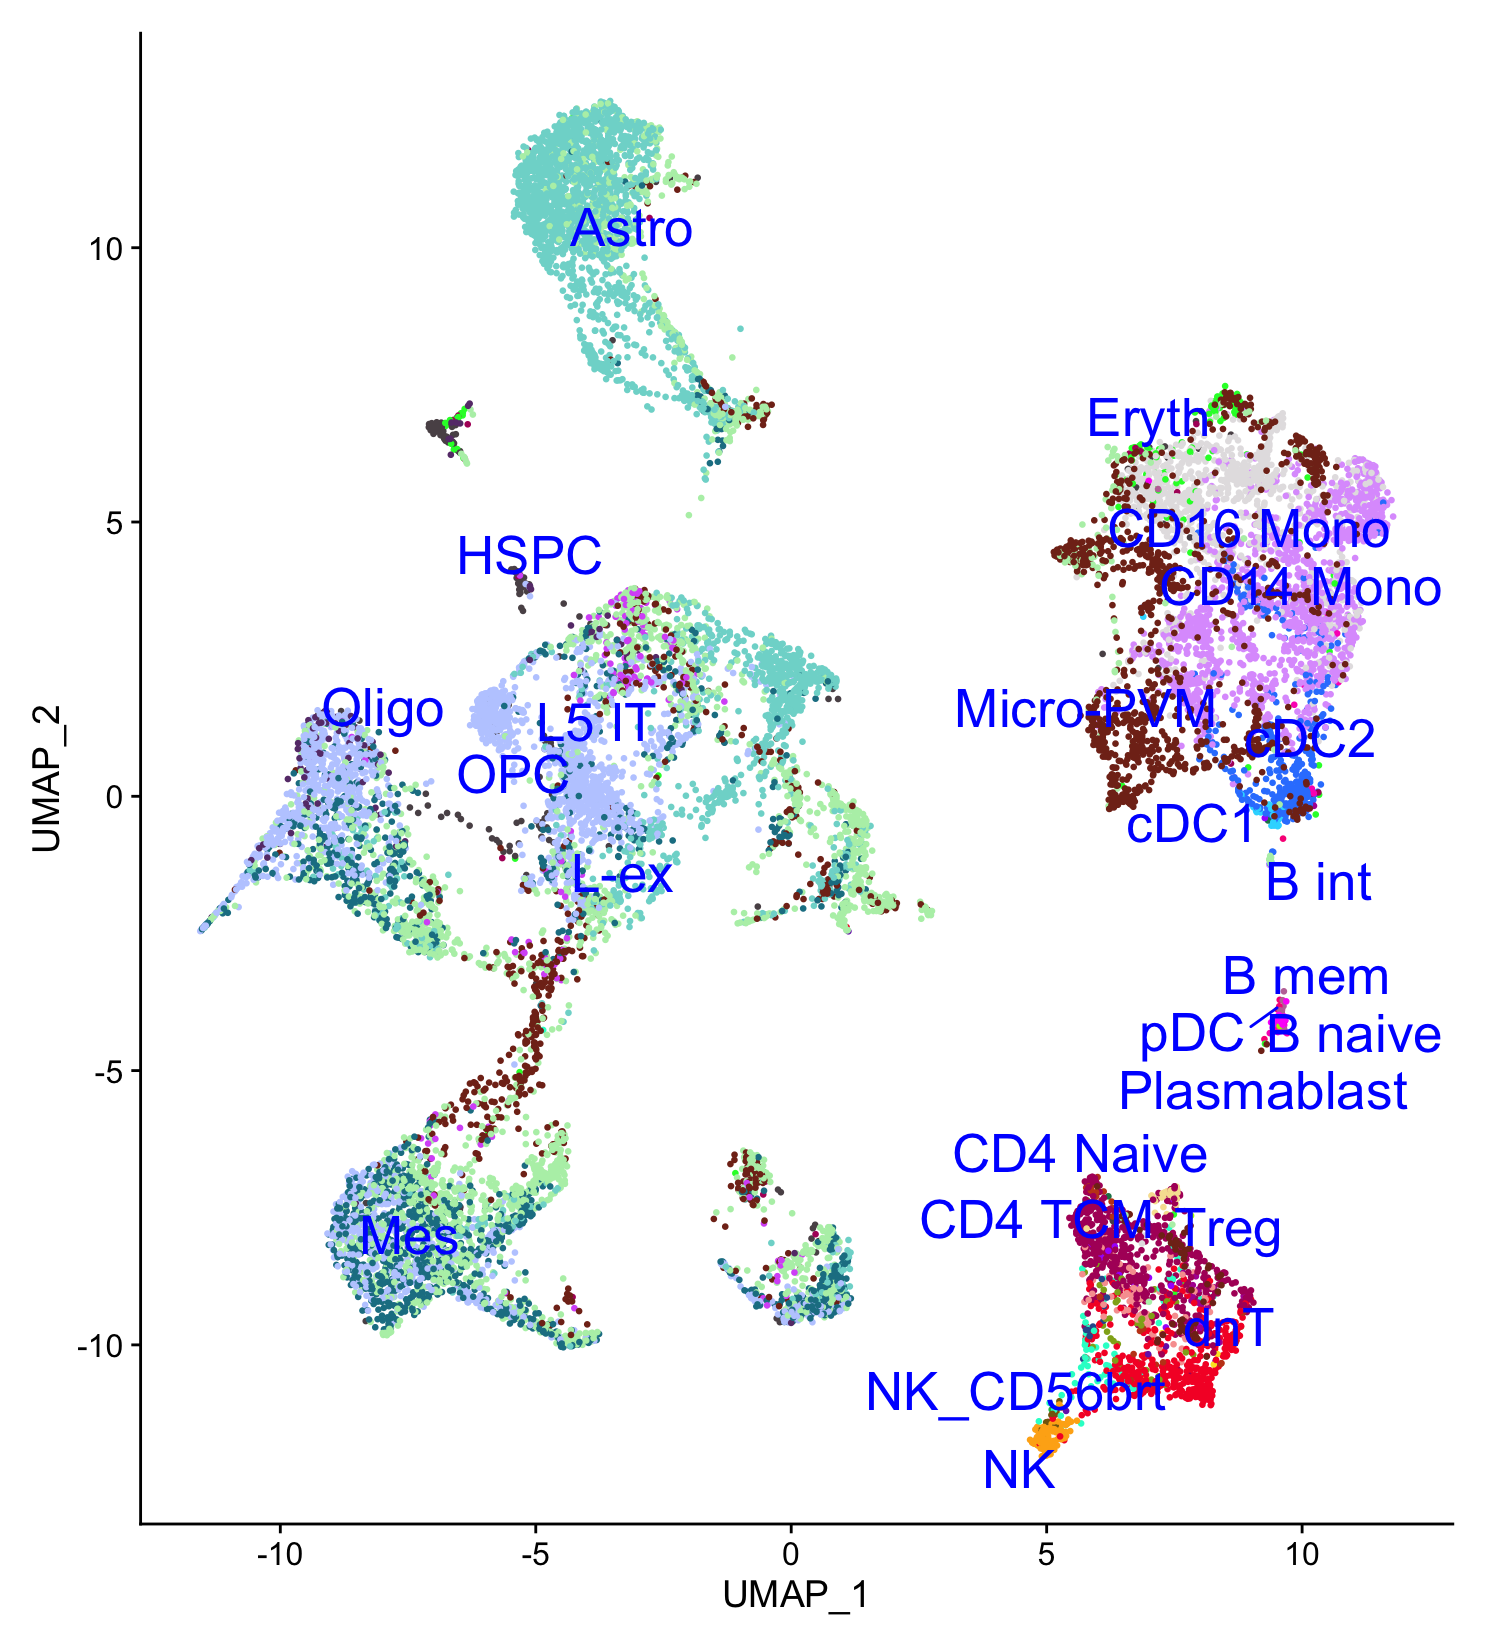 Astro
10
Eryth
5
CD16 Mono
HSPC
CD14 Mono
Oligo
L5 IT
Micro-PVM
cDC2
OPC
0
cDC1
L-ex
B int
B mem
pDC
B naive
-5
Plasmablast
CD4 Naive
CD4 TCM
Treg
Mes
dnT
-10
NK_CD56brt
NK
-10 -5 0 5 10
UMAP_1
UMAP_2